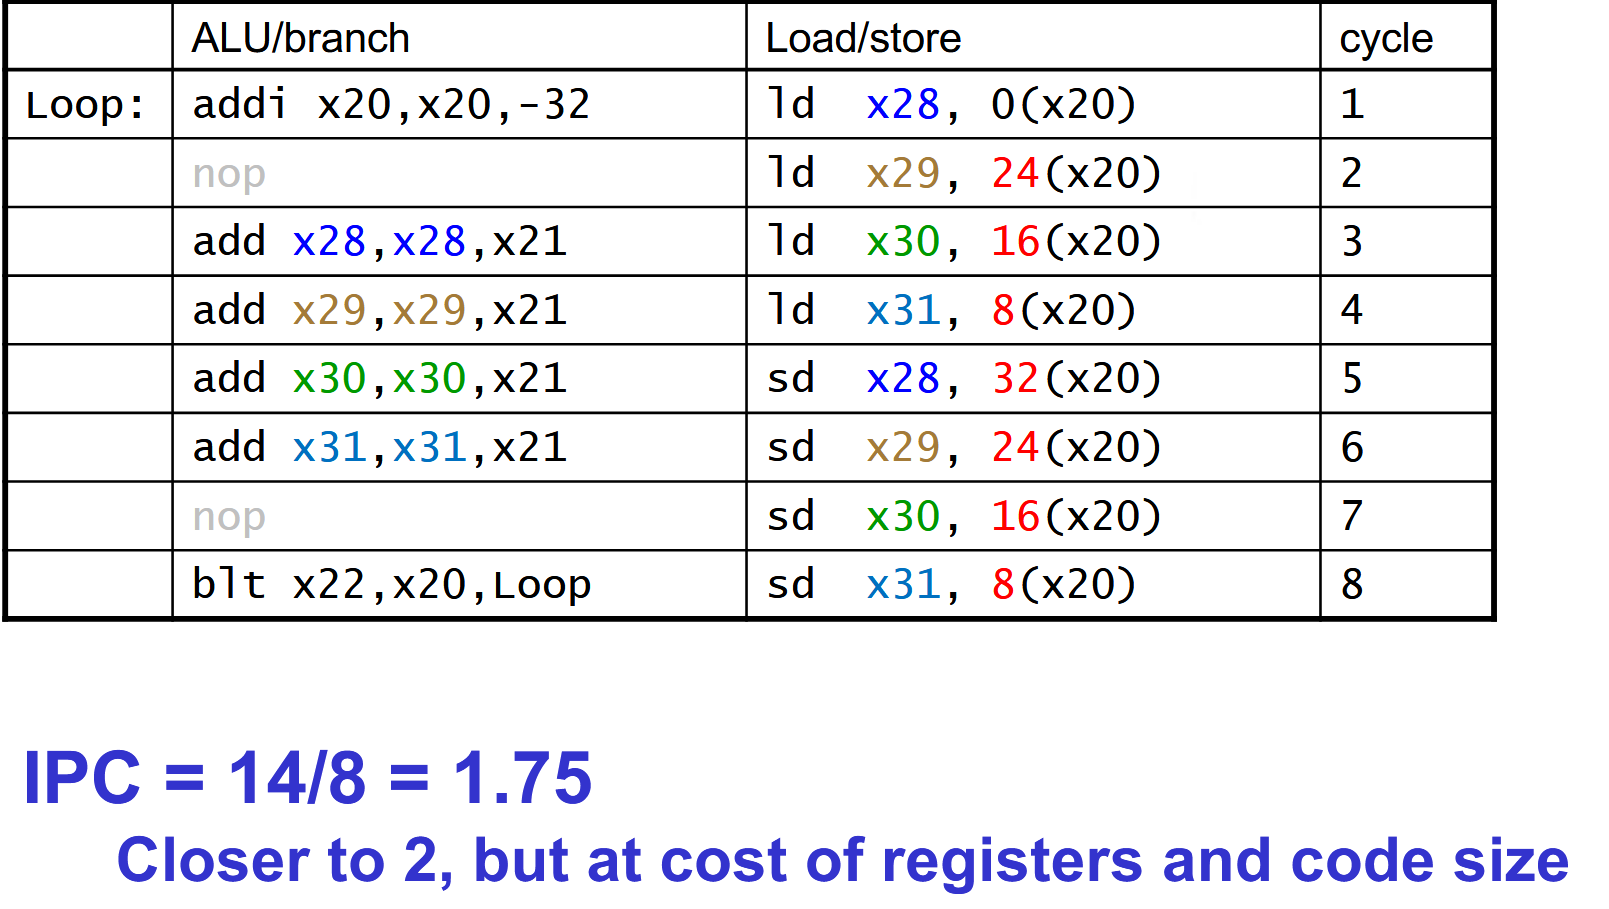 ALU/branch Load/store cycle
Loop: addi x20,x20,-32 ld x28, 0(x20) 1
nop ld x29, 24(x20) 2
add x28,x28,x21 ld x30, 16(x20) 3
add x29,x29,x21 ld x31, 8(x20) 4
add x30,x30,x21 sd x28, 32(x20) 5
add x31,x31,x21 sd x29, 24(x20) 6
nop sd x30, 16(x20) 7
blt x22,x20,Loop sd x31, 8(x20) 8
IPC = 14/8 = 1.75
Closer to 2, but at cost of registers and code size